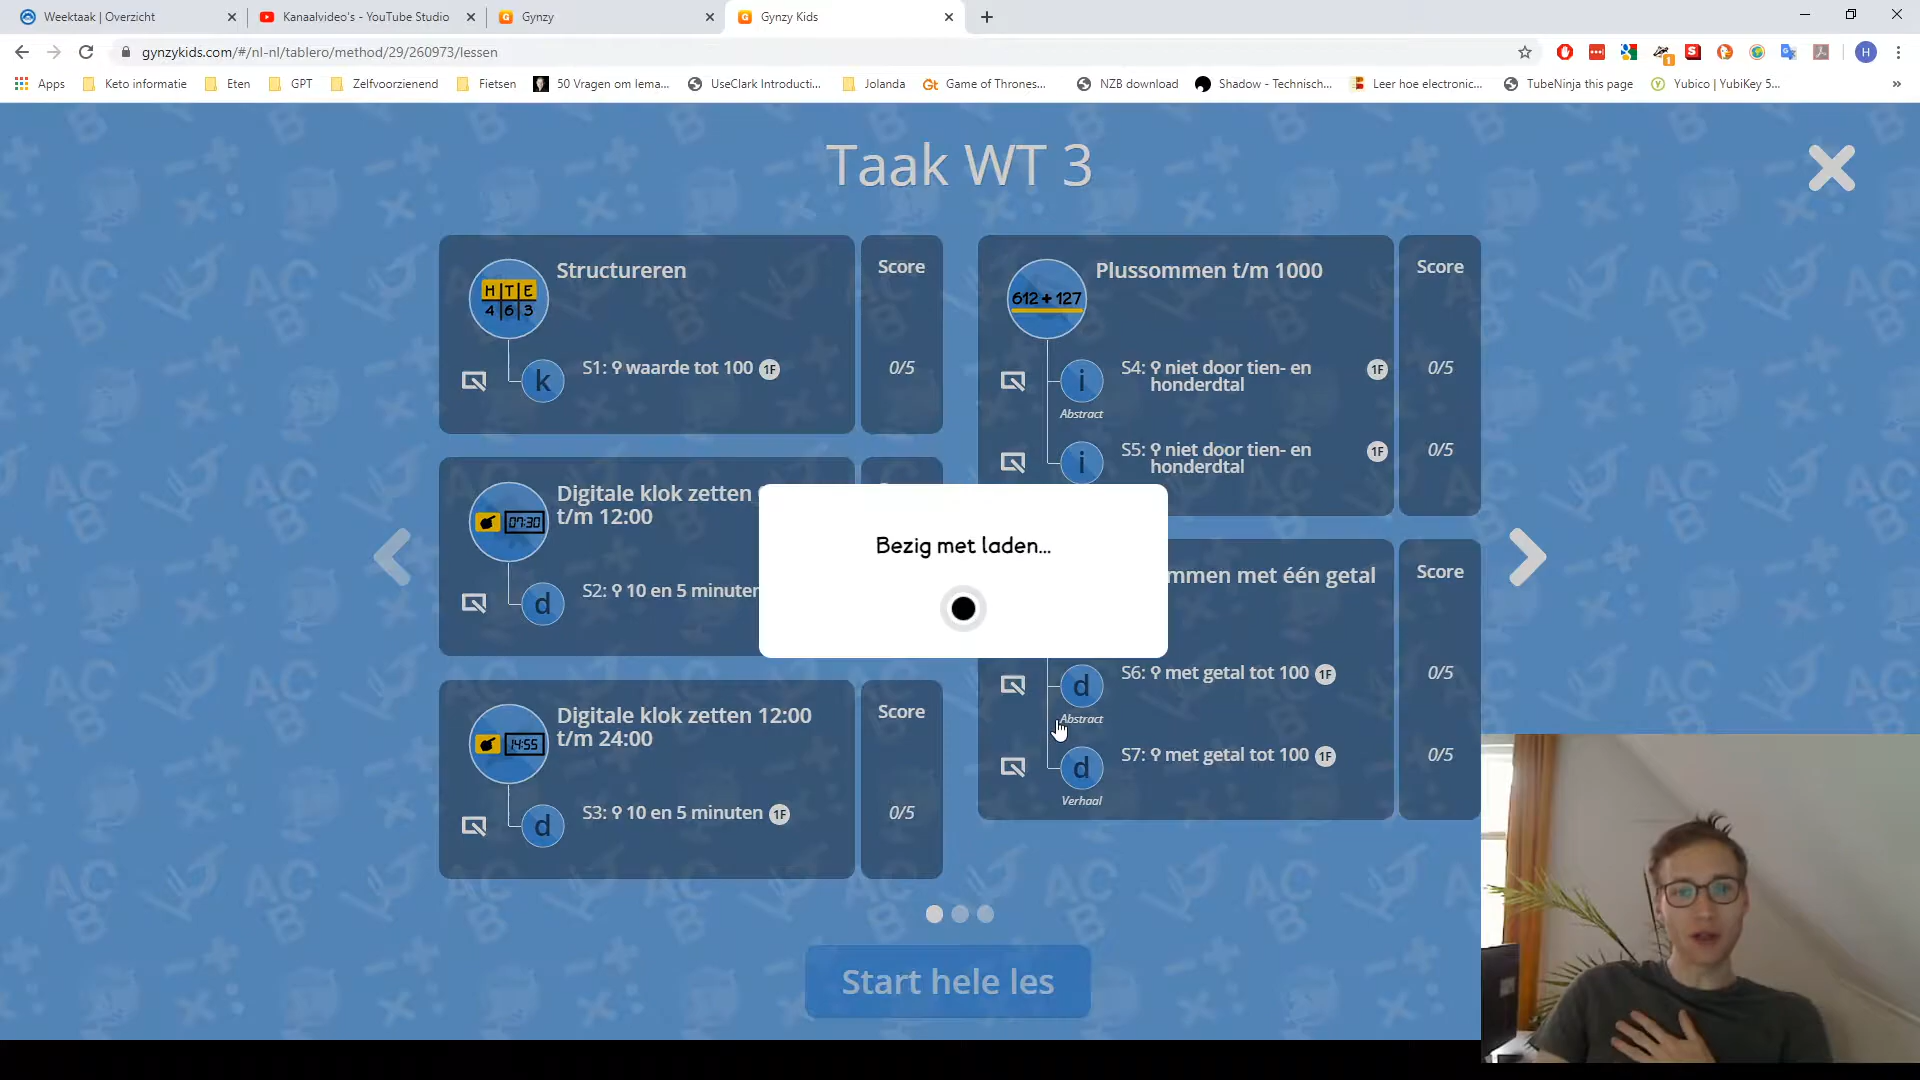 Weektaak | Overzicht
Kanaalvideo's - YouTube Studio
Gynzy
Gynzy Kids
gynzykids.com/#/nl-nl/tablero/method/29/260973/lessen
H
Apps
Keto informatie
Eten
GPT
Zelfvoorzienend
Fietsen
50 Vragen om Iema...
UseClark Introducti...
Jolanda
Game of Thrones...
NZB download
Shadow - Technisch...
Leer hoe electronic...
TubeNinja this page
Yubico | YubiKey 5...
Taak WT 3
Structureren
Score
H T E
4 6 3
k
S1: waarde tot 100 1F
0/5
Digitale klok zetten
t/m 12:00
07:30
d
S2: 10 en 5 minuten
Digitale klok zetten 12:00
t/m 24:00
Score
14:55
d
S3: 10 en 5 minuten 1F
0/5
Plussommen t/m 1000
Score
612 + 127
i
Abstract
S4: niet door tien- en
honderdtal
1F
0/5
i
S5: niet door tien- en
honderdtal
1F
0/5
Bezig met laden...
mmen met één getal
Score
d
Abstract
S6: met getal tot 100 1F
0/5
d
Verhaal
S7: met getal tot 100 1F
0/5
Start hele les